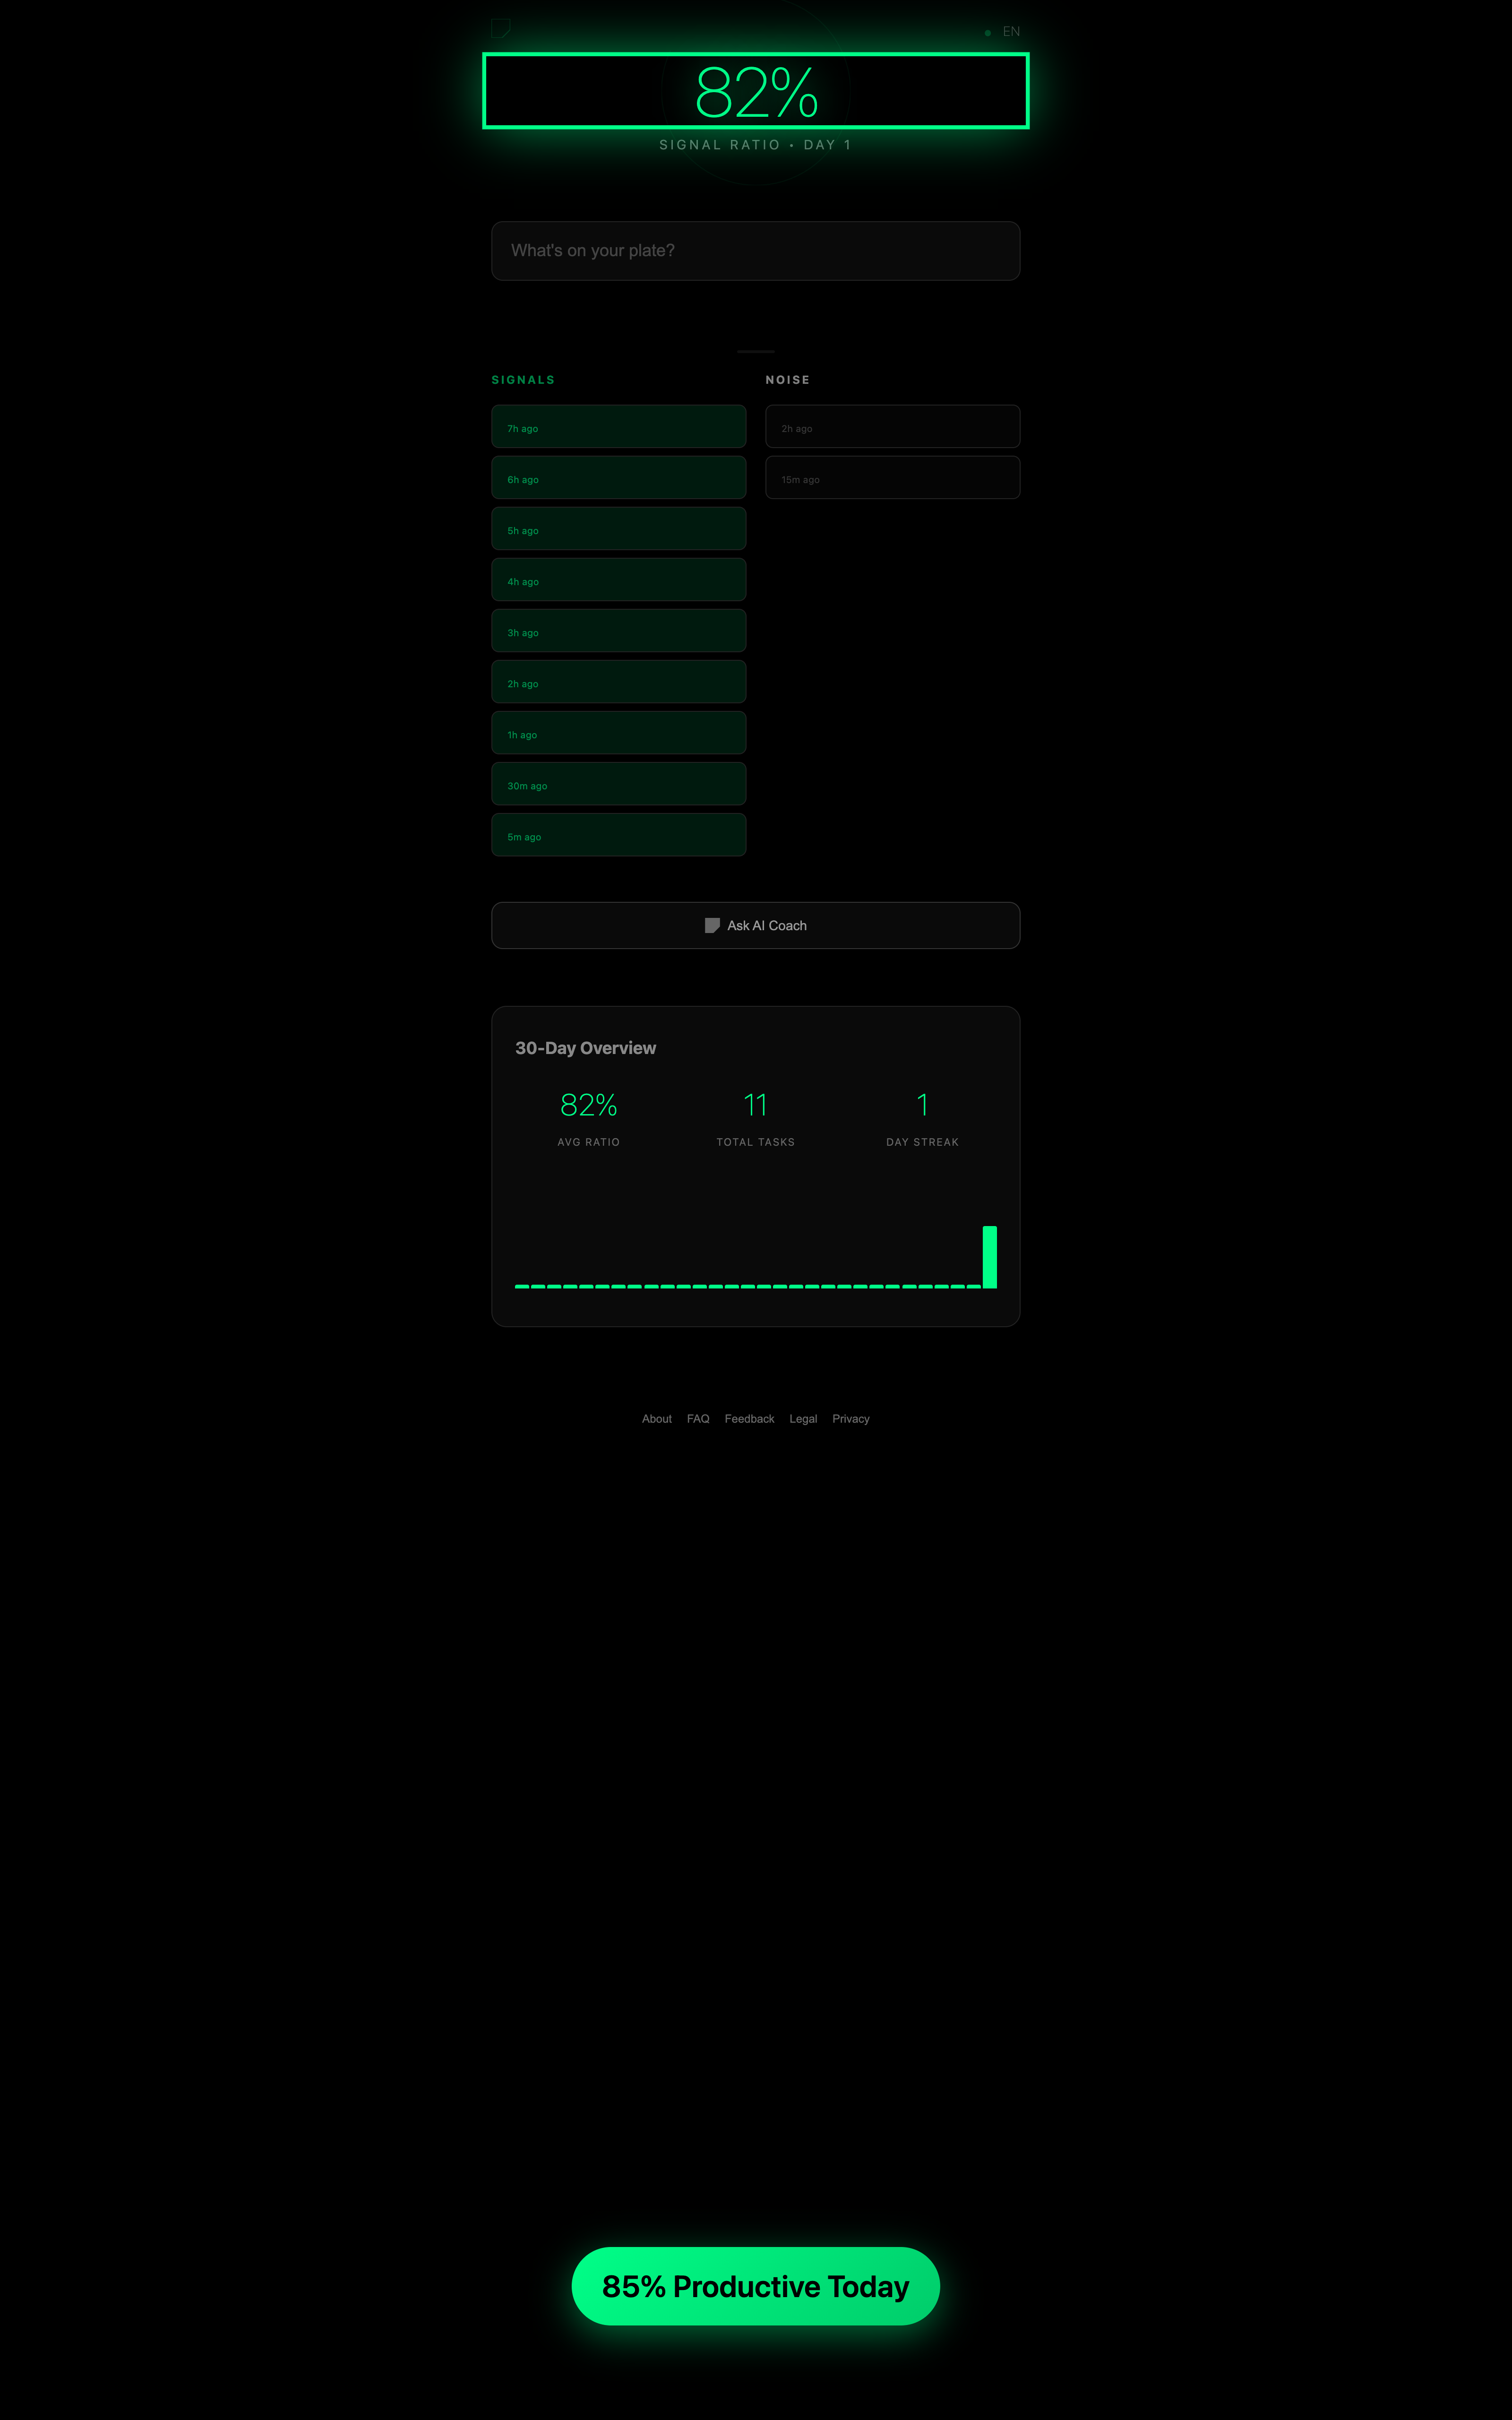 EN
82%
SIGNAL RATIO • DAY 1
What's on your plate?
SIGNALS
7h ago
6h ago
5h ago
4h ago
3h ago
2h ago
1h ago
30m ago
5m ago
NOISE
2h ago
15m ago
Ask AI Coach
30-Day Overview
82%
AVG RATIO
11
TOTAL TASKS
1
DAY STREAK
About FAQ Feedback Legal Privacy
85% Productive Today